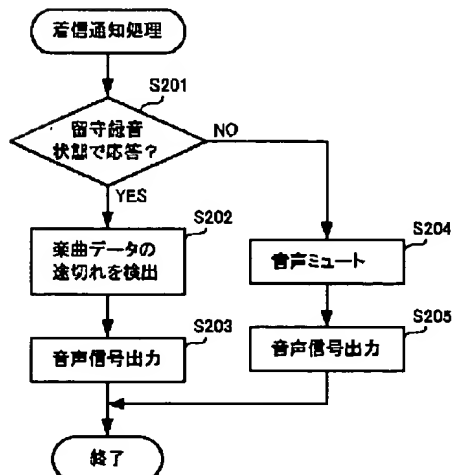 着信通知処理
S201
留守録音
状態で応答?
NO
YES
S202
楽曲データの
途切れを検出
S204
音声ミュート
S203
音声信号出力
S205
音声信号出力
終了